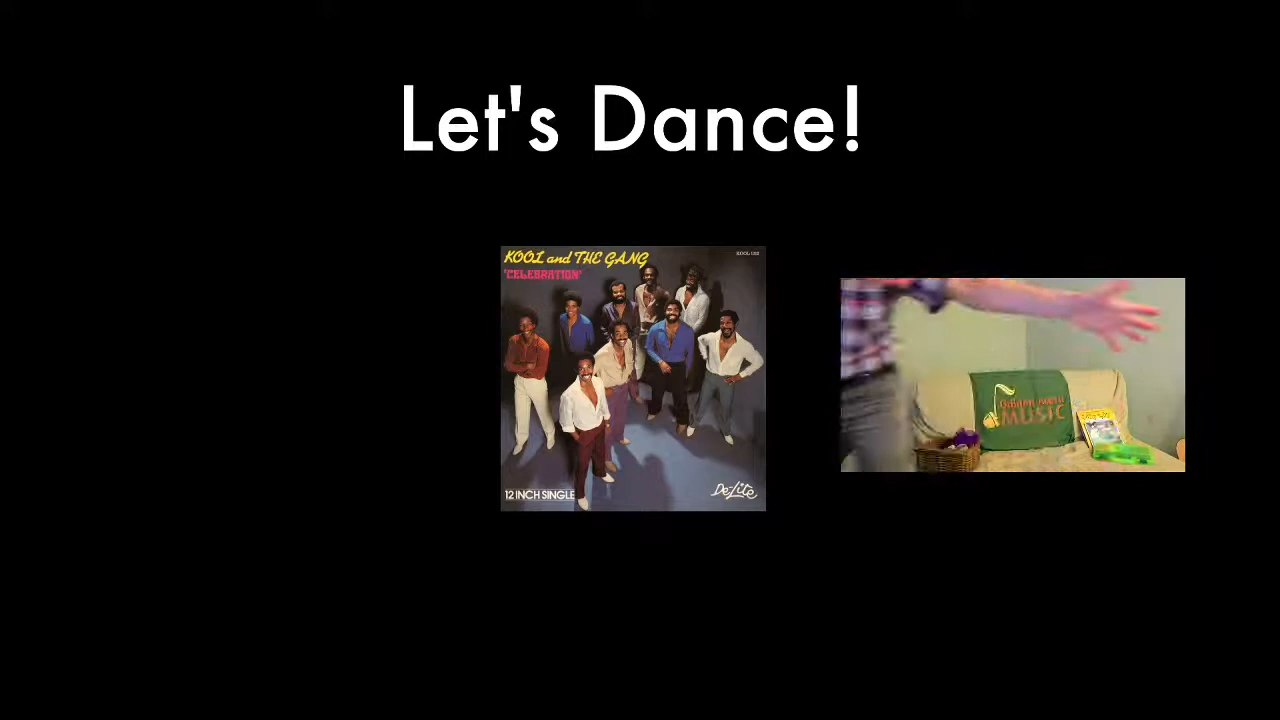 Let's Dance!
KOOL and THE GANG
"CELEBRATION"
12 INCH SINGLE
De-Lite
MUSIC